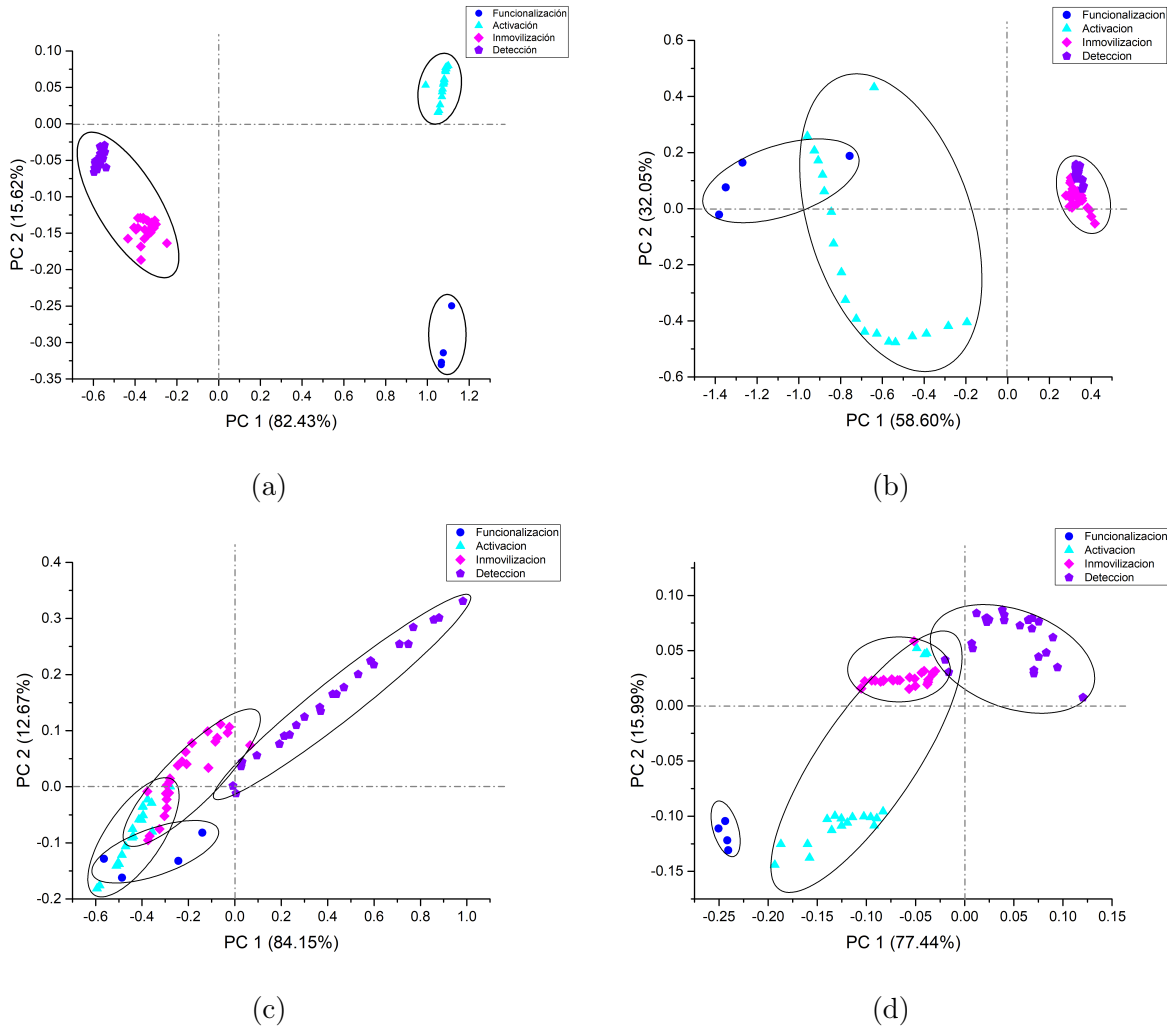 Funcionalización
Activación
Inmovilización
Detección
0.10
0.05
0.00
-0.05
-0.10
-0.15
-0.20
-0.25
-0.30
-0.35
PC 2 (15.62%)
-0.6 -0.4 -0.2 0.0 0.2 0.4 0.6 0.8 1.0 1.2
PC 1 (82.43%)
(a)
Funcionalizacion
Activacion
Inmovilizacion
Deteccion
0.6
0.4
0.2
0.0
-0.2
-0.4
-0.6
PC 2 (32.05%)
-1.4 -1.2 -1.0 -0.8 -0.6 -0.4 -0.2 0.0 0.2 0.4
PC 1 (58.60%)
(b)
Funcionalizacion
Activacion
Inmovilizacion
Deteccion
0.4
0.3
0.2
0.1
0.0
-0.1
-0.2
PC 2 (12.67%)
-0.6 -0.4 -0.2 0.0 0.2 0.4 0.6 0.8 1.0
PC 1 (84.15%)
(c)
Funcionalizacion
Activacion
Inmovilizacion
Deteccion
0.10
0.05
0.00
-0.05
-0.10
-0.15
PC 2 (15.99%)
-0.25 -0.20 -0.15 -0.10 -0.05 0.00 0.05 0.10 0.15
PC 1 (77.44%)
(d)